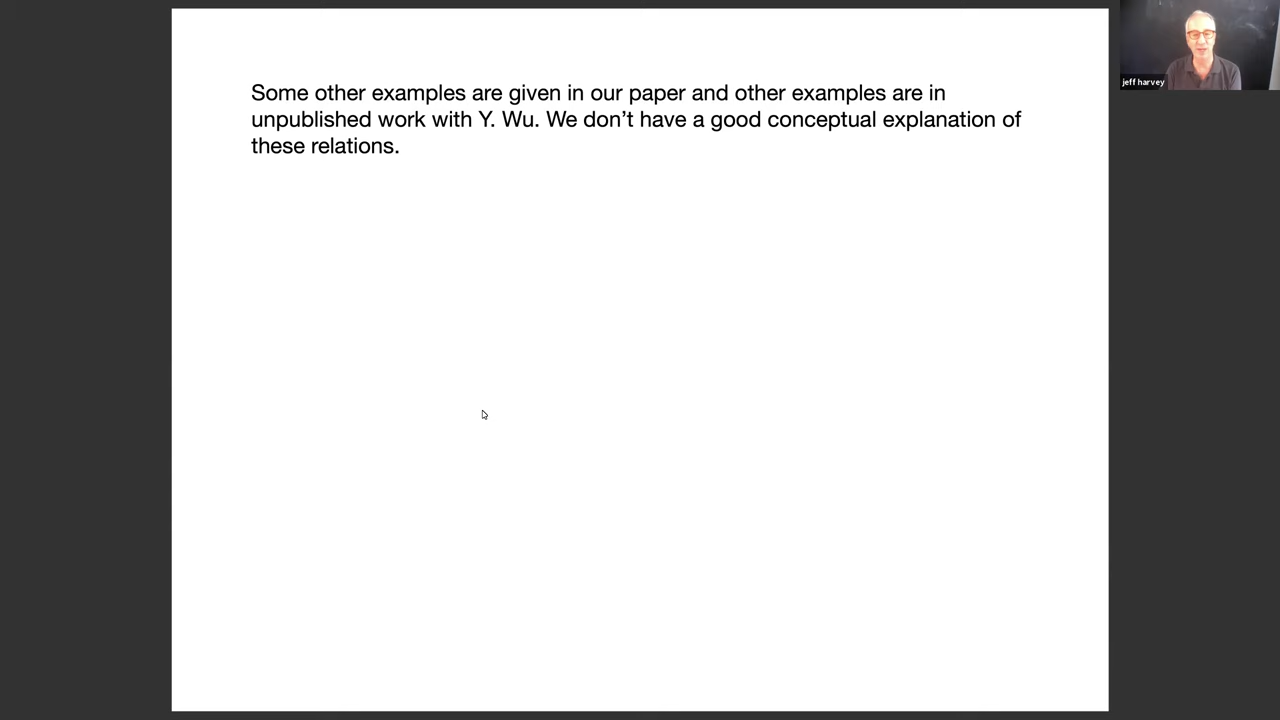 Some other examples are given in our paper and other examples are in
unpublished work with Y. Wu. We don’t have a good conceptual explanation of
these relations.
jeff harvey